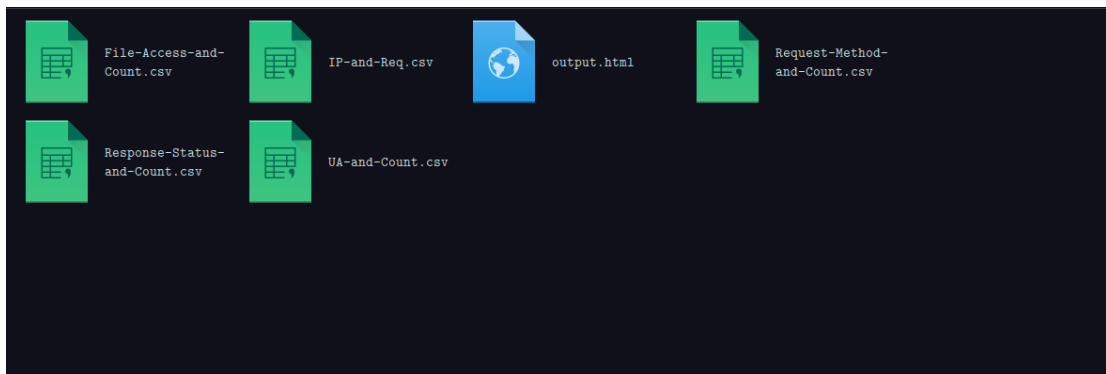 File-Access-and-
Count.csv
IP-and-Req.csv
output.html
Request-Method-
and-Count.csv
Response-Status-
and-Count.csv
UA-and-Count.csv